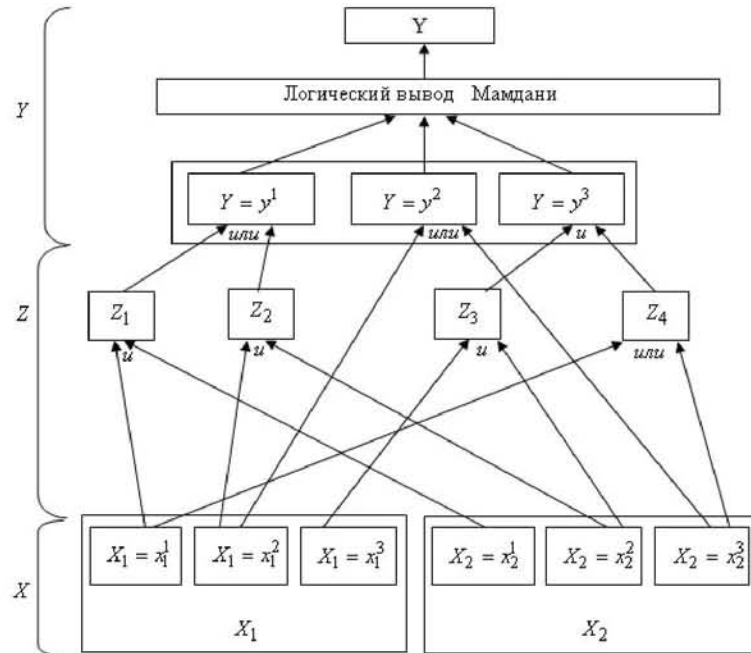 Y
Логический вывод Мамдани
Y
Y = y¹ Y = y² Y = y³
или или и
Z
Z₁ Z₂ Z₃ Z₄
и и и или
X
X₁ = x₁¹ X₁ = x₁² X₁ = x₁³ X₂ = x₂¹ X₂ = x₂² X₂ = x₂³
X₁ X₂